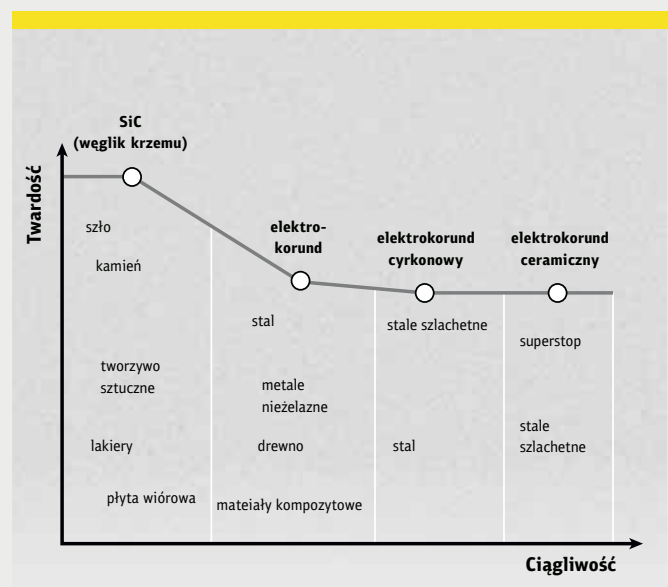 SiC
(węglik krzemu)
Twardość
szło
kamień
tworzywo
sztuczne
lakiery
płyta wiórowa
elektro-
korund
stal
metale
nieżelazne
drewno
mateiały kompozytowe
elektrokorund
cyrkonowy
stale szlachetne
stal
elektrokorund
ceramiczny
superstop
stale
szlachetne
Ciągliwość